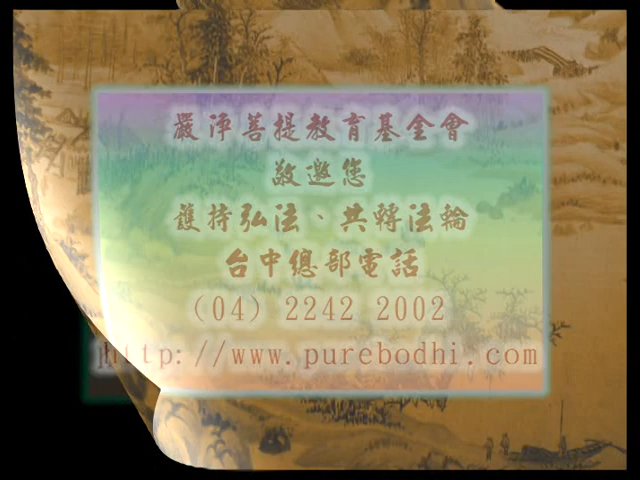 嚴淨菩提教育基金會
敬邀您
護持弘法、共轉法輪
台中總部電話
(04) 2242 2002
http://www.purebodhi.com